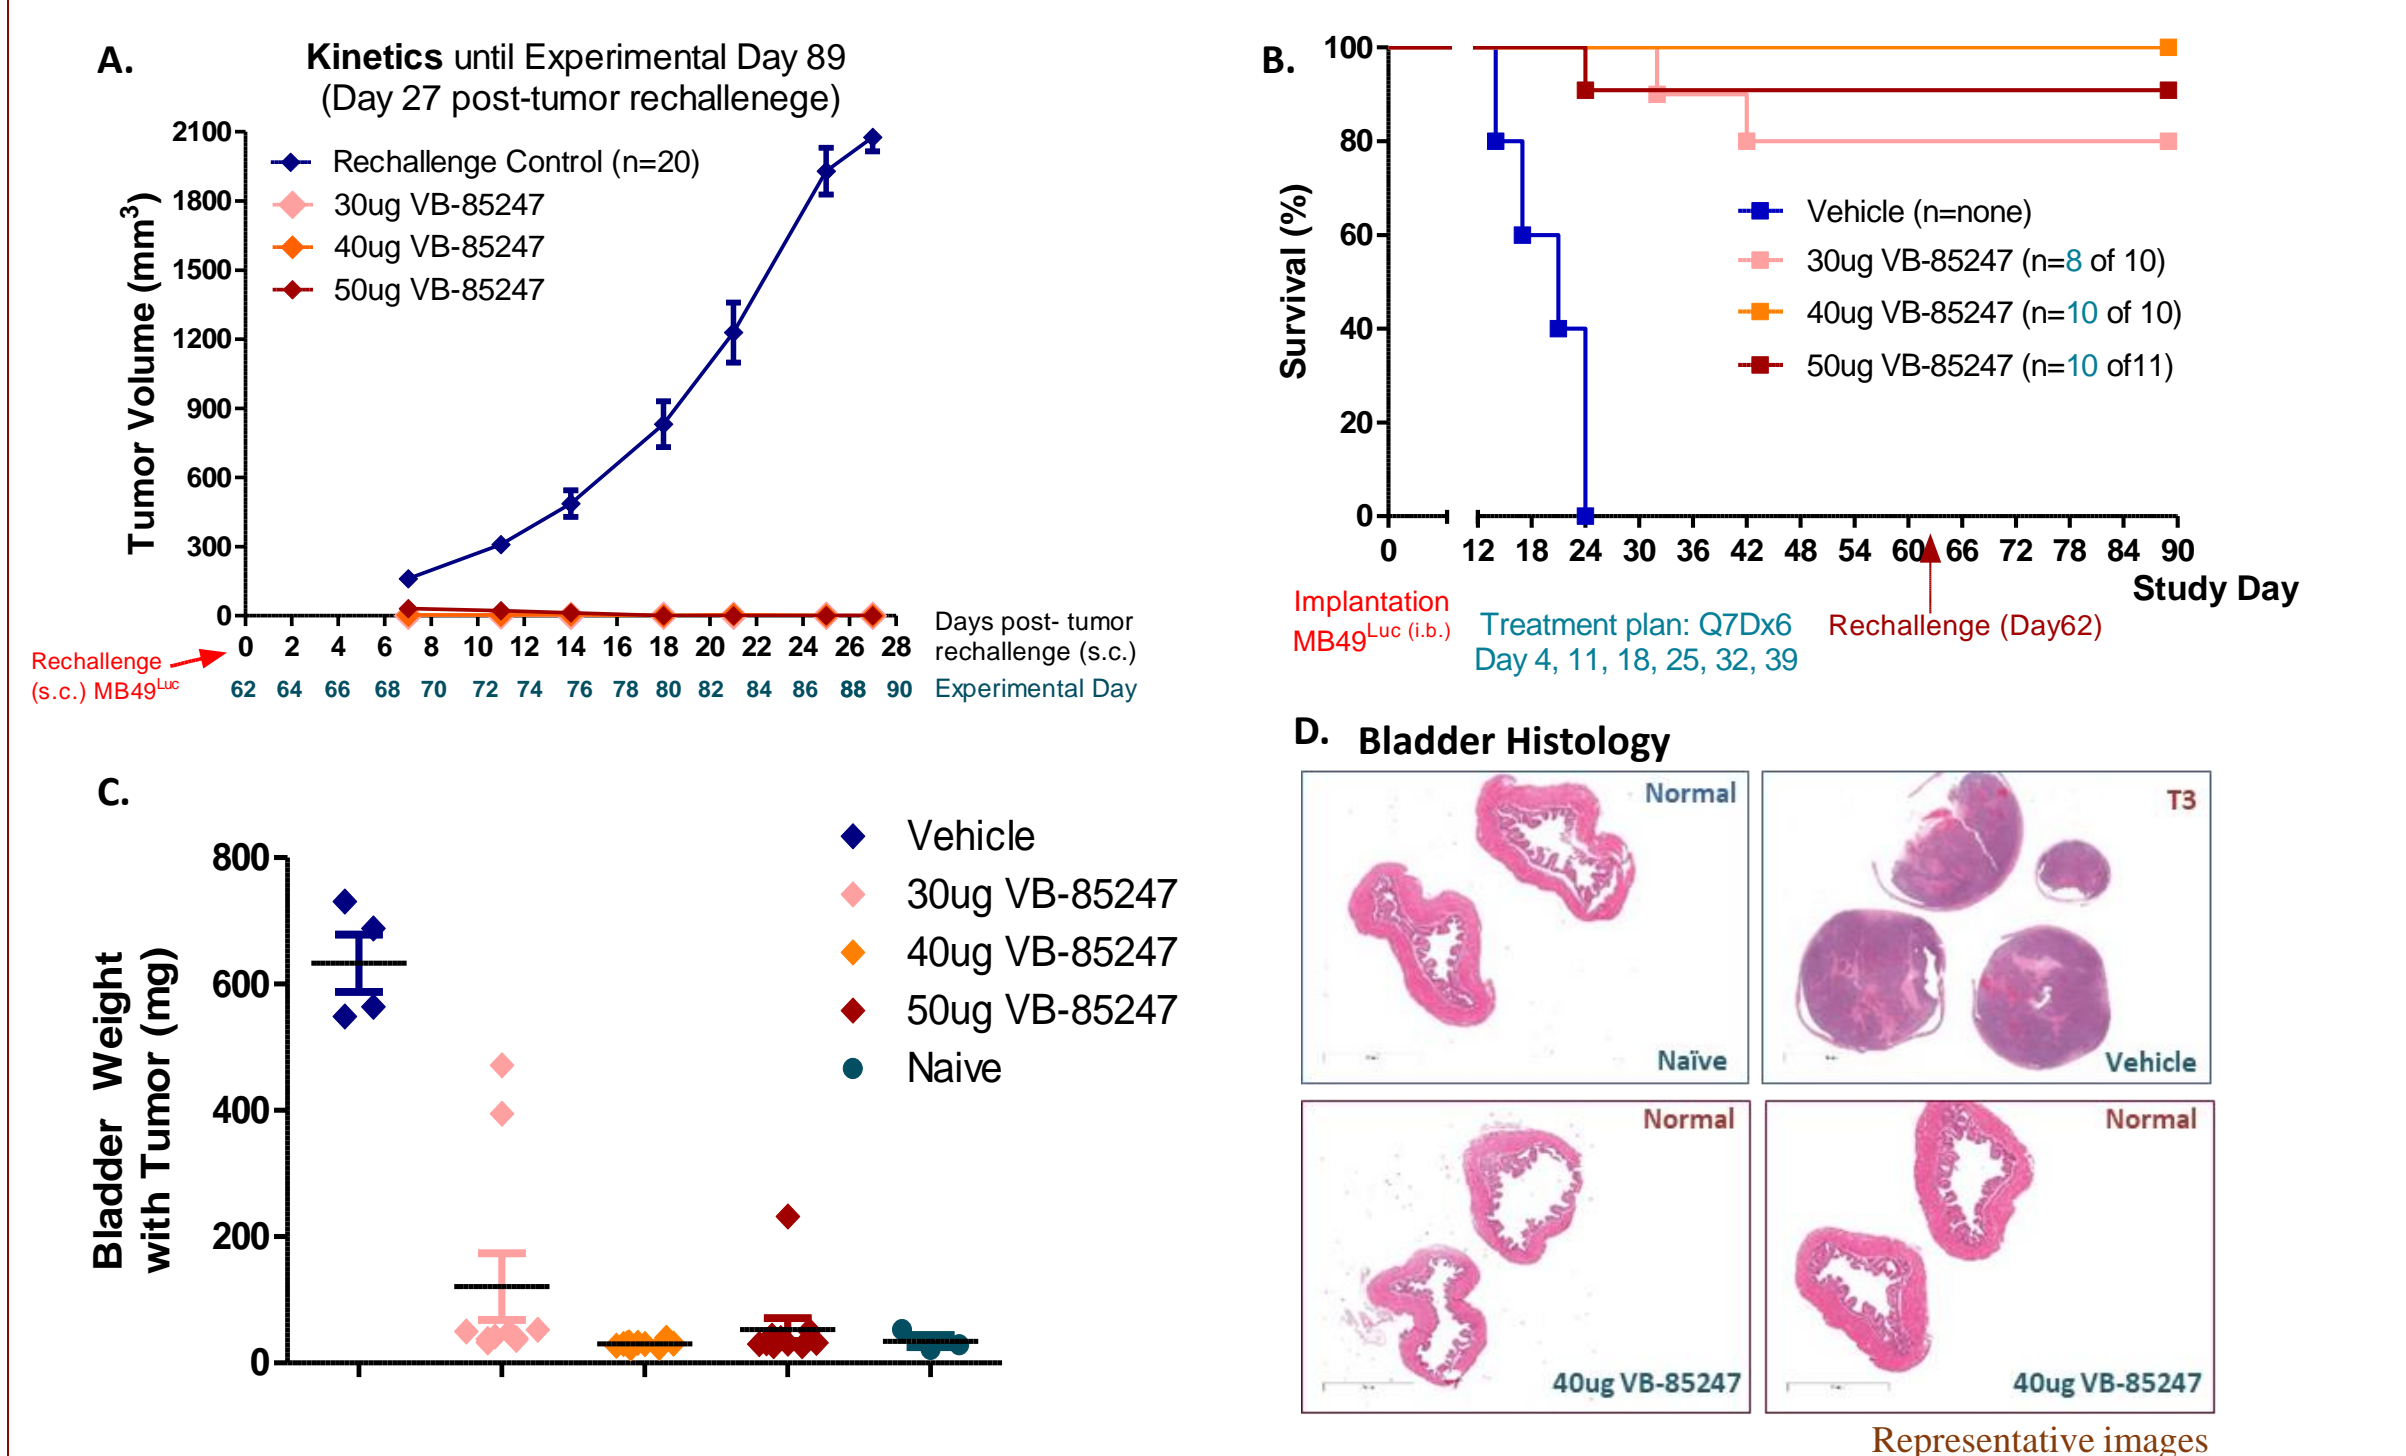 A.
Kinetics until Experimental Day 89
(Day 27 post-tumor rechallenege)
Tumor Volume (mm3)
2100
1800
1500
1200
900
600
300
0
Rechallenge Control (n=20)
30ug VB-85247
40ug VB-85247
50ug VB-85247
0 2 4 6 8 10 12 14 16 18 20 22 24 26 28
Days post- tumor
rechallenge (s.c.)
Rechallenge
(s.c.) MB49Luc
62 64 66 68 70 72 74 76 78 80 82 84 86 88 90
Experimental Day
B.
Survival (%)
100
80
60
40
20
0
Vehicle (n=none)
30ug VB-85247 (n=8 of 10)
40ug VB-85247 (n=10 of 10)
50ug VB-85247 (n=10 of11)
0 12 18 24 30 36 42 48 54 60 66 72 78 84 90
Study Day
Implantation
MB49Luc (i.b.)
Treatment plan: Q7Dx6
Day 4, 11, 18, 25, 32, 39
Rechallenge (Day62)
C.
Bladder Weight
with Tumor (mg)
800
600
400
200
0
Vehicle
30ug VB-85247
40ug VB-85247
50ug VB-85247
Naive
D.
Bladder Histology
Normal
Naïve
T3
Vehicle
Normal
40ug VB-85247
Normal
40ug VB-85247
Representative images